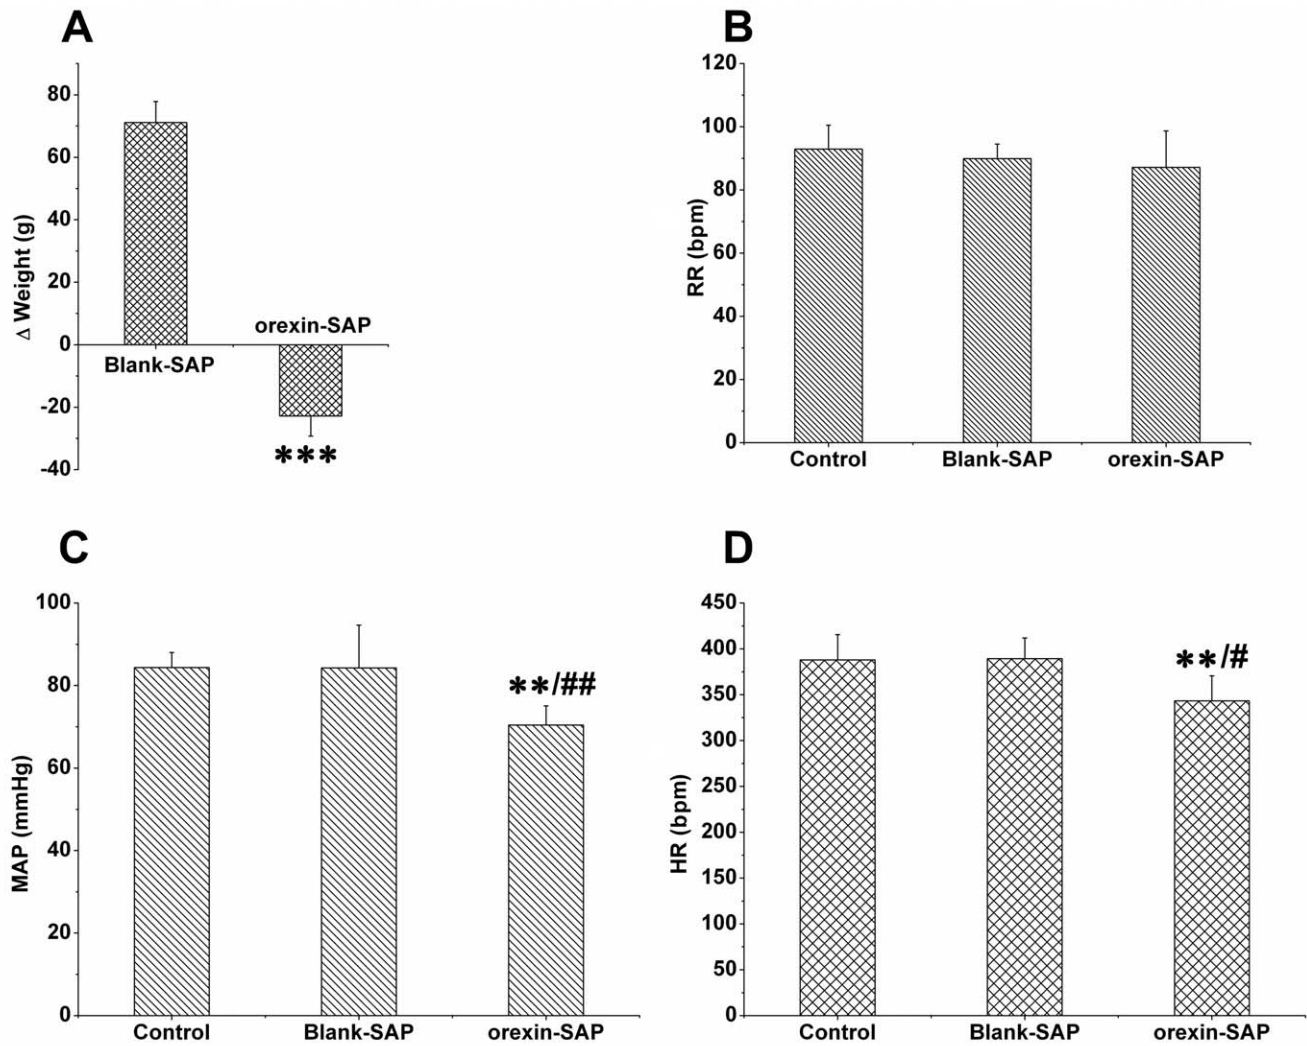 A
80
60
40
20
0
-20
-40
Δ Weight (g)
orexin-SAP
Blank-SAP
***
B
120
100
80
60
40
20
0
RR (bpm)
Control Blank-SAP orexin-SAP
C
100
80
60
40
20
0
MAP (mmHg)
**/##
Control Blank-SAP orexin-SAP
D
450
400
350
300
250
200
150
100
50
0
HR (bpm)
**/#
Control Blank-SAP orexin-SAP